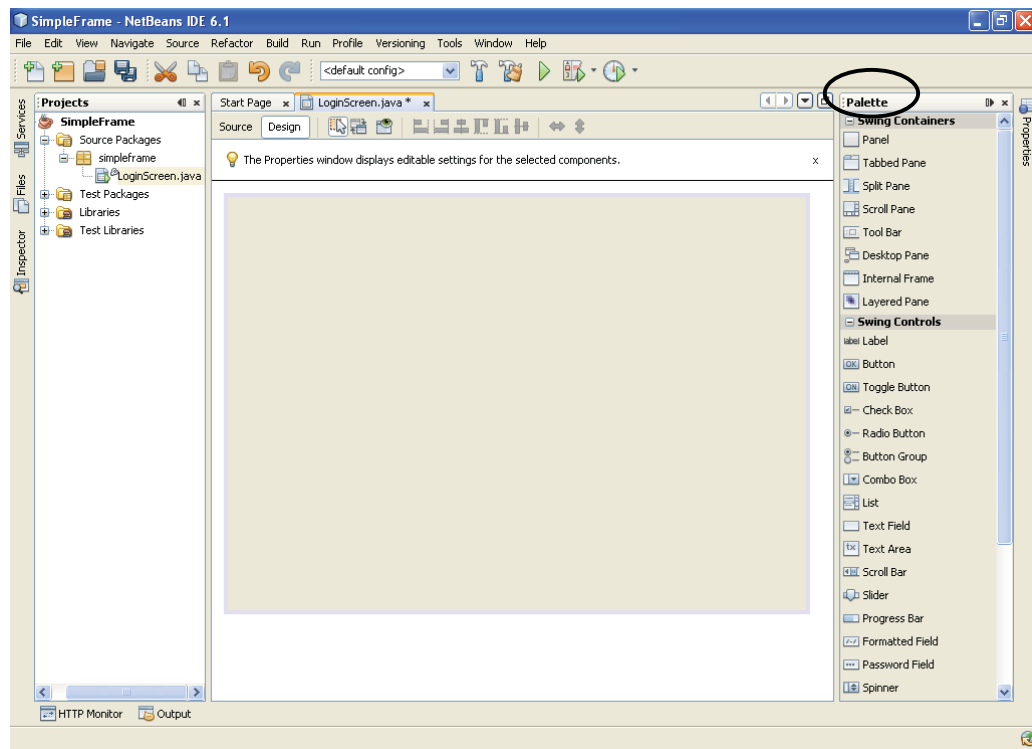 SimpleFrame - NetBeans IDE 6.1
File Edit View Navigate Source Refactor Build Run Profile Versioning Tools Window Help
<default config>
Services
Files
Inspector
Projects
SimpleFrame
Source Packages
simpleframe
LoginScreen.java
Test Packages
Libraries
Test Libraries
Start Page
LoginScreen.java *
Source Design
The Properties window displays editable settings for the selected components.
Palette
Swing Containers
Panel
Tabbed Pane
Split Pane
Scroll Pane
Tool Bar
Desktop Pane
Internal Frame
Layered Pane
Swing Controls
label Label
OK Button
ON Toggle Button
Check Box
Radio Button
Button Group
Combo Box
List
Text Field
tx Text Area
Scroll Bar
Slider
Progress Bar
Formatted Field
Password Field
Spinner
Properties
HTTP Monitor Output